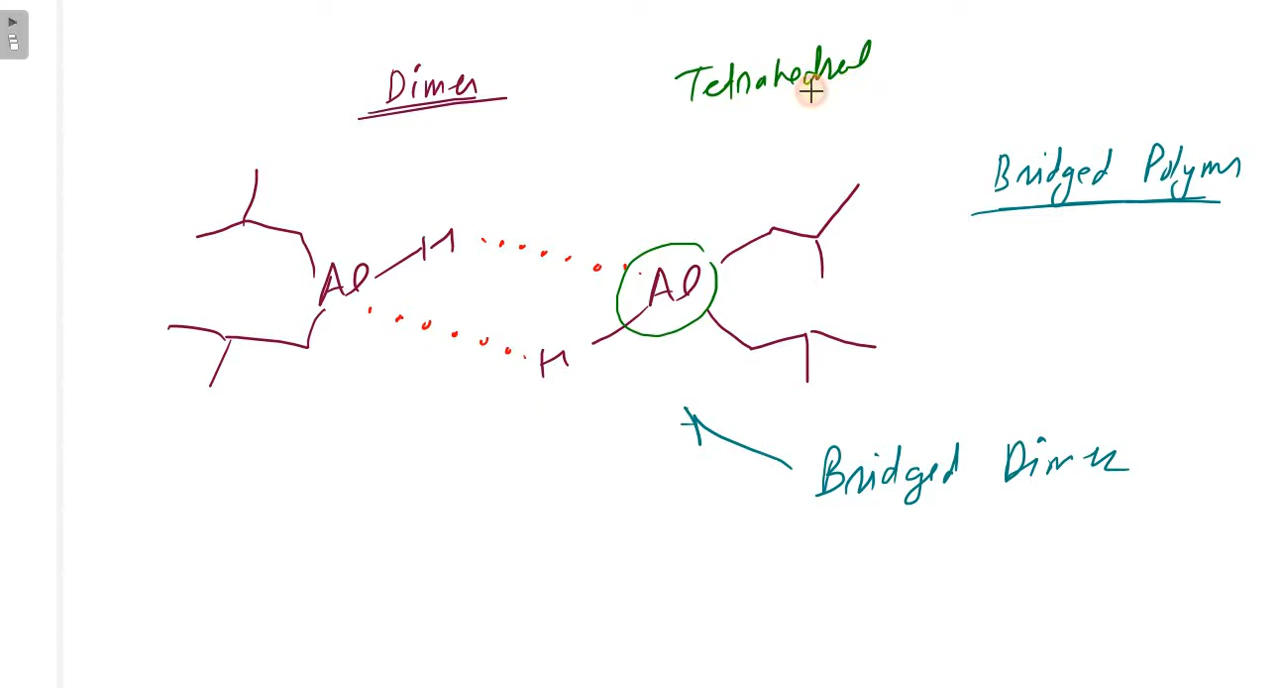 Dimer
Tetrahedral
Bridged Polymer
Al
H
Al
H
Bridged Dimer